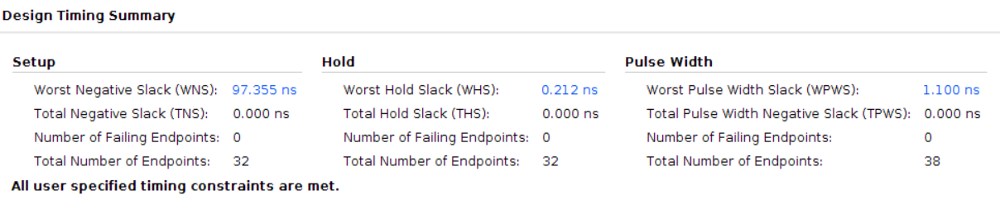 Design Timing Summary
Setup Hold Pulse Width
Worst Negative Slack (WNS): 97.355 ns Worst Hold Slack (WHS): 0.212 ns Worst Pulse Width Slack (WPWS): 1.100 ns
Total Negative Slack (TNS): 0.000 ns Total Hold Slack (THS): 0.000 ns Total Pulse Width Negative Slack (TPWS): 0.000 ns
Number of Failing Endpoints: 0 Number of Failing Endpoints: 0 Number of Failing Endpoints: 0
Total Number of Endpoints: 32 Total Number of Endpoints: 32 Total Number of Endpoints: 38
All user specified timing constraints are met.